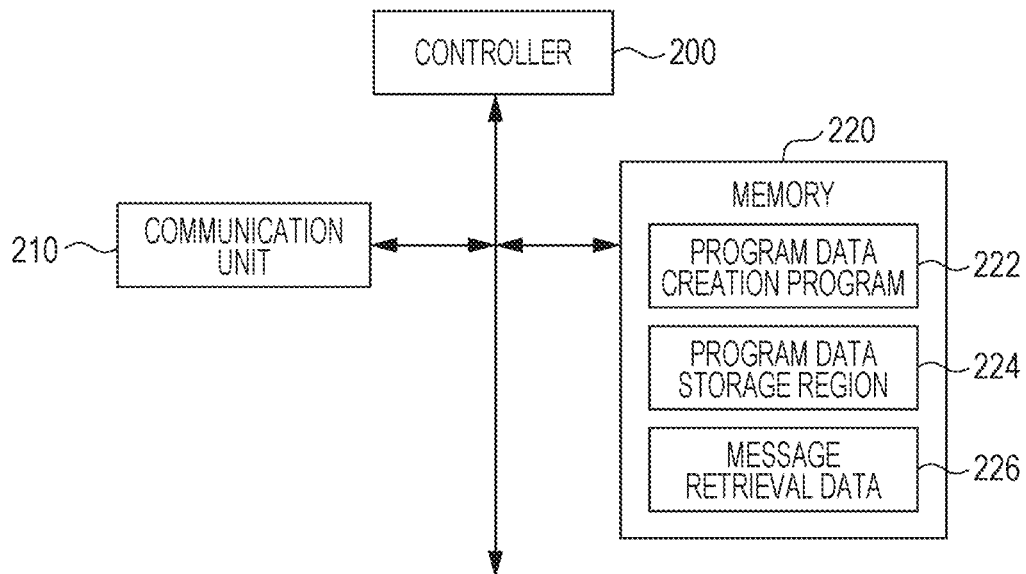 CONTROLLER
200
220
MEMORY
210
COMMUNICATION
UNIT
PROGRAM DATA
CREATION PROGRAM
222
PROGRAM DATA
STORAGE REGION
224
MESSAGE
RETRIEVAL DATA
226